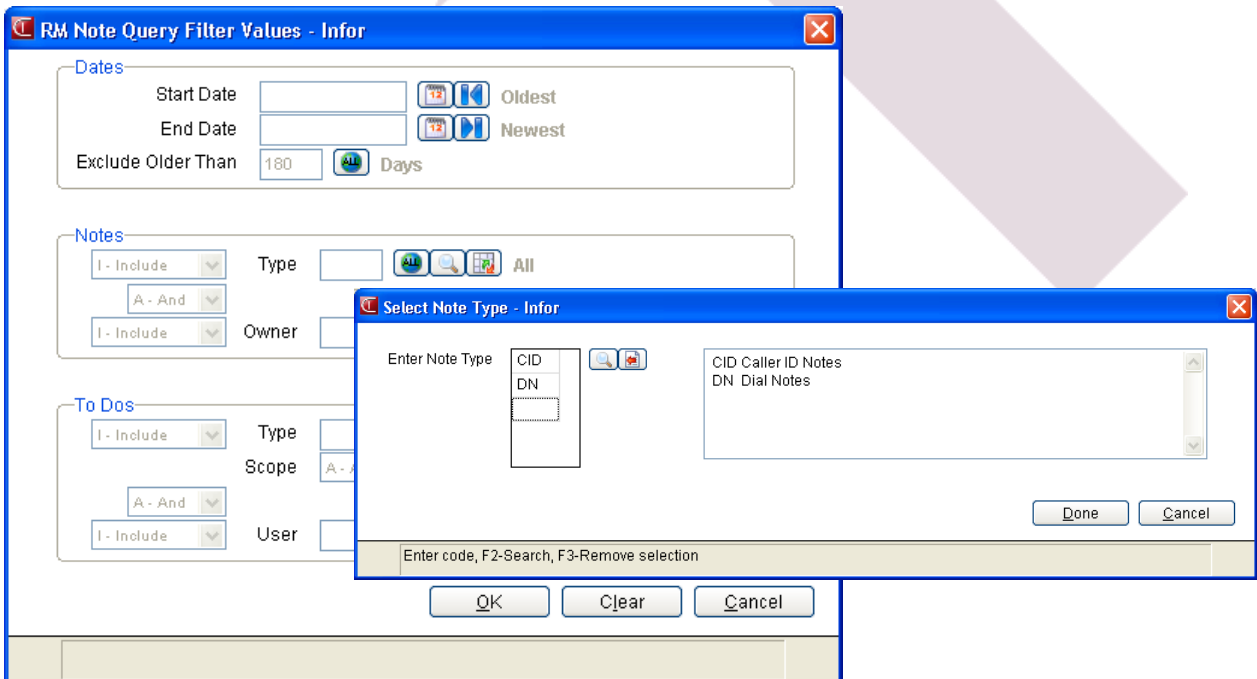 RM Note Query Filter Values - Infor
Dates
Start Date Oldest
End Date Newest
Exclude Older Than 180 ALL Days
Notes
I - Include Type ALL All
A - And
I - Include Owner
To Dos
I - Include Type
Scope A -
A - And
I - Include User
OK Clear Cancel
Select Note Type - Infor
Enter Note Type CID CID Caller ID Notes
DN DN Dial Notes
Done Cancel
Enter code, F2-Search, F3-Remove selection